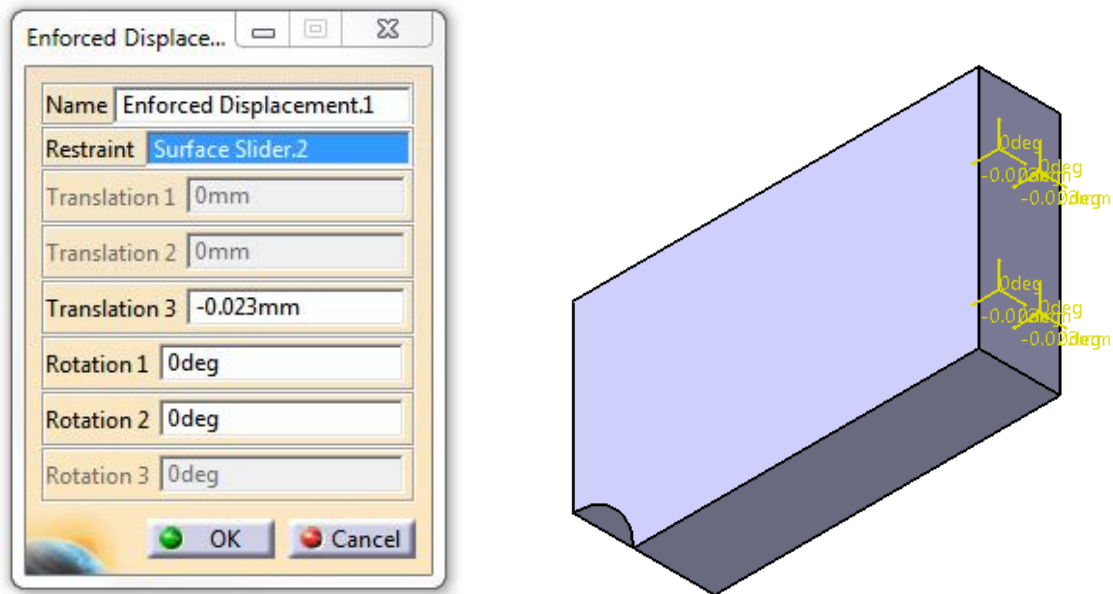 Enforced Displace...
Name Enforced Displacement.1
Restraint Surface Slider.2
Translation 1 0mm
Translation 2 0mm
Translation 3 -0.023mm
Rotation 1 0deg
Rotation 2 0deg
Rotation 3 0deg
OK Cancel
0deg
0deg
0deg
0deg